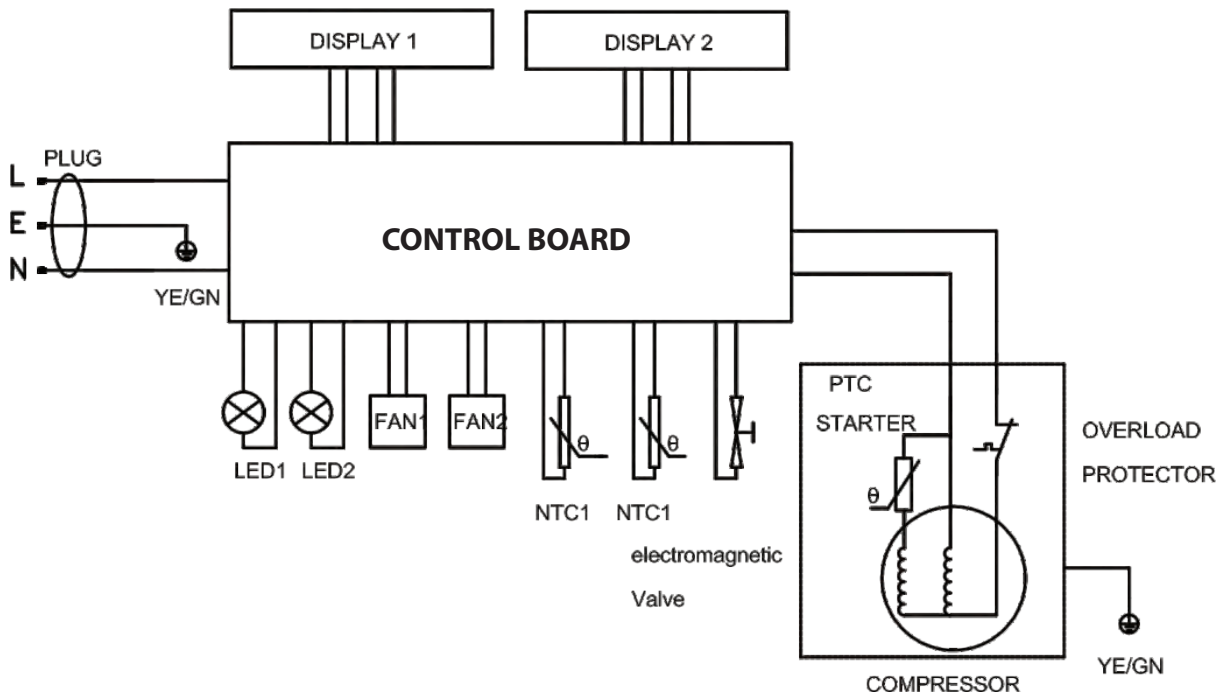 DISPLAY 1
DISPLAY 2
PLUG
L
E
N
YE/GN
CONTROL BOARD
LED1
LED2
FAN1
FAN2
θ
θ
NTC1
NTC1
electromagnetic
Valve
PTC
STARTER
θ
OVERLOAD
PROTECTOR
YE/GN
COMPRESSOR